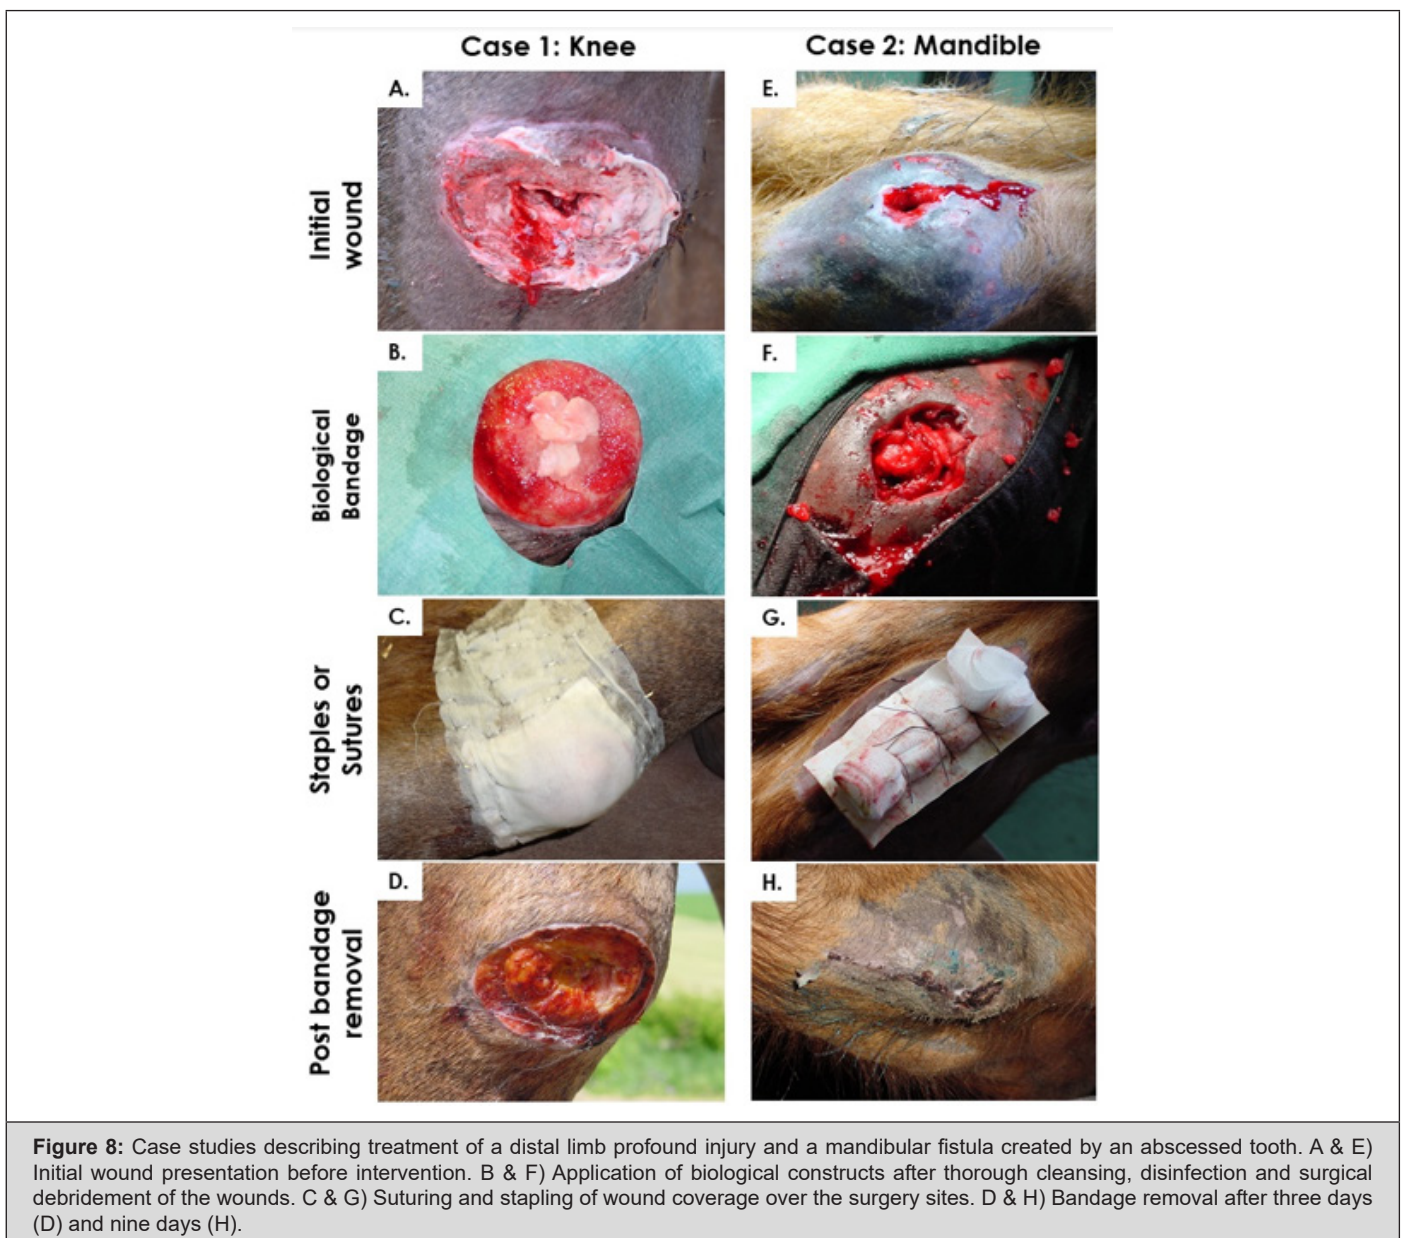 Case 1: Knee
Case 2: Mandible
A.
E.
Initial
wound
B.
F.
Biological
Bandage
C.
G.
Staples or
Sutures
D.
H.
Post bandage
removal
Figure 8: Case studies describing treatment of a distal limb profound injury and a mandibular fistula created by an abscessed tooth. A & E)
Initial wound presentation before intervention. B & F) Application of biological constructs after thorough cleansing, disinfection and surgical
debridement of the wounds. C & G) Suturing and stapling of wound coverage over the surgery sites. D & H) Bandage removal after three days
(D) and nine days (H).